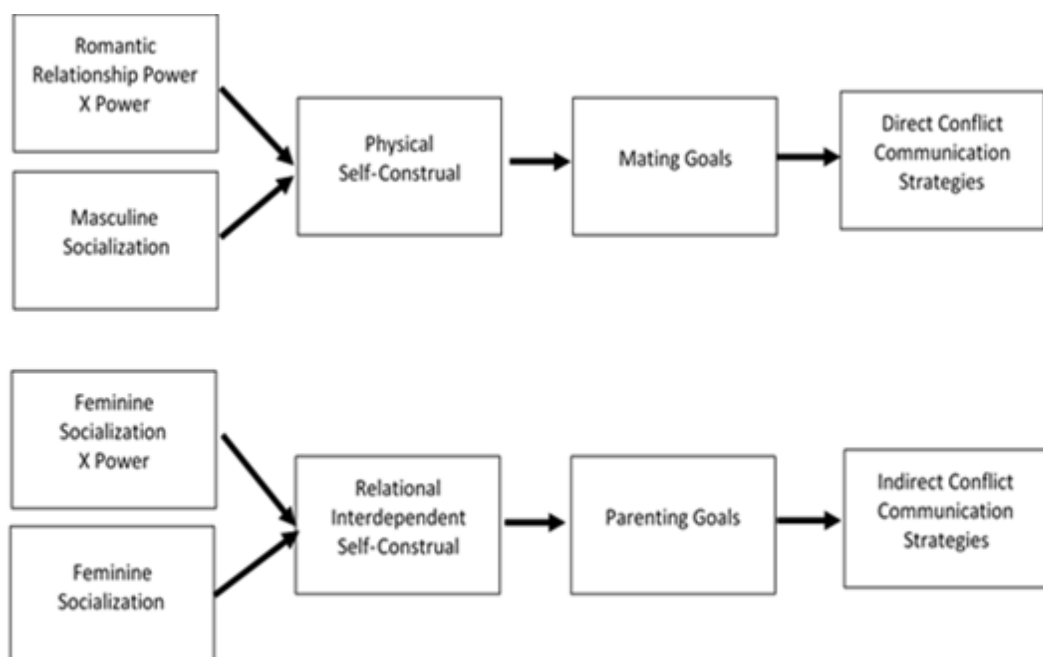 Romantic
Relationship Power
X Power
Masculine
Socialization
Physical
Self-Construal
Mating Goals
Direct Conflict
Communication
Strategies
Feminine
Socialization
X Power
Feminine
Socialization
Relational
Interdependent
Self-Construal
Parenting Goals
Indirect Conflict
Communication
Strategies